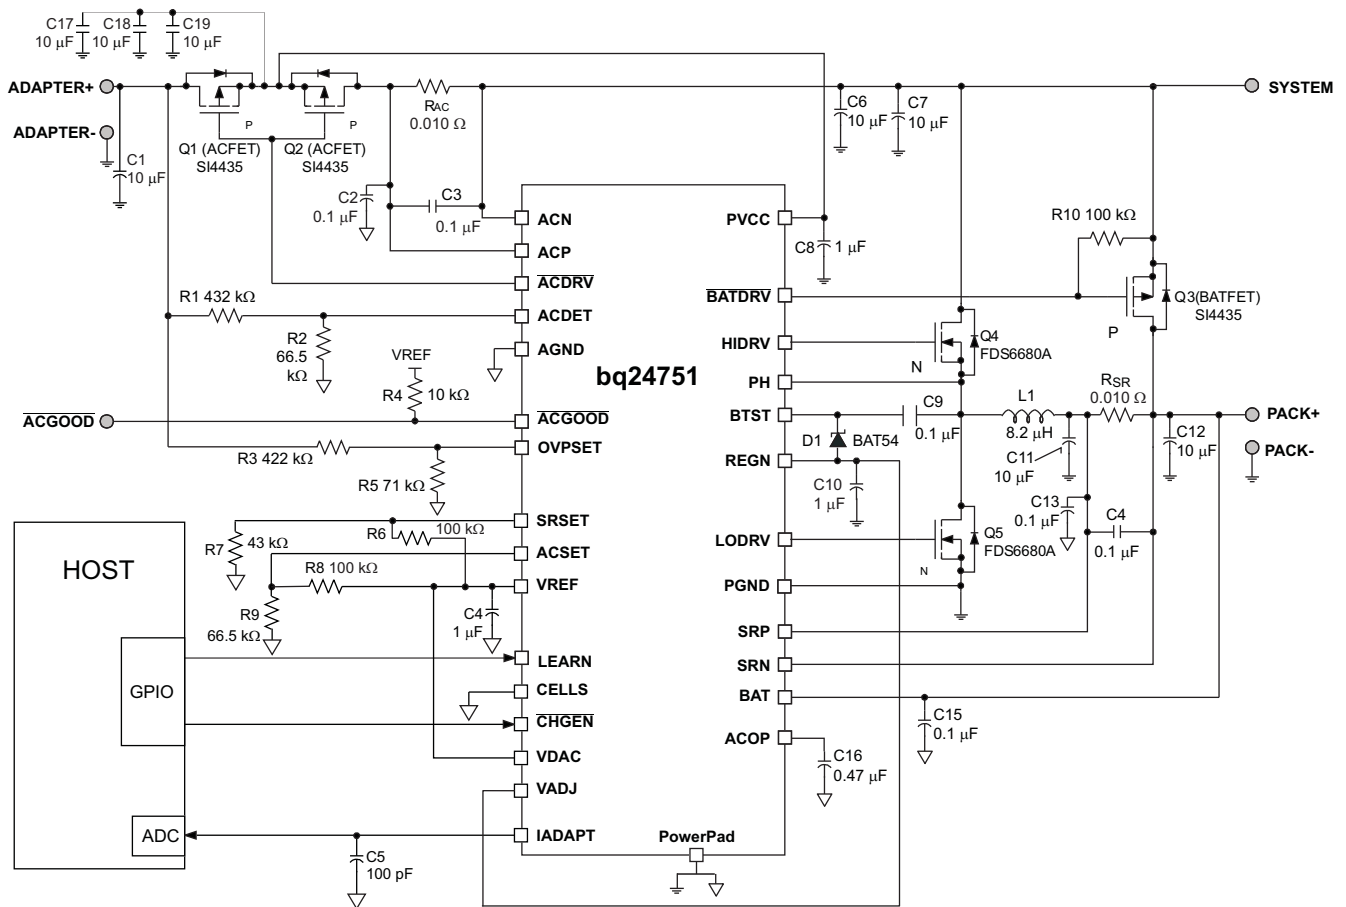 C17
10 µF
C18
10 µF
C19
10 µF
ADAPTER+
ADAPTER-
C1
10 µF
P
Q1 (ACFET)
SI4435
P
Q2 (ACFET)
SI4435
RAC
0.010 Ω
C6
10 µF
C7
10 µF
SYSTEM
C2
0.1 µF
C3
0.1 µF
ACN
ACP
ACDRV
R1 432 kΩ
ACDET
R2
66.5
kΩ
AGND
VREF
R4
10 kΩ
ACGOOD
ACGOOD
OVPSET
R3 422 kΩ
R5 71 kΩ
bq24751
PVCC
C8
1 µF
R10 100 kΩ
BATDRV
Q3(BATFET)
SI4435
P
HIDRV
Q4
FDS6680A
N
PH
BTST
C9
0.1 µF
L1
8.2 µH
RSR
0.010 Ω
PACK+
PACK-
D1
BAT54
REGN
C10
1 µF
C11
10 µF
C12
10 µF
C13
0.1 µF
C4
0.1 µF
LODRV
Q5
FDS6680A
N
PGND
SRP
SRN
BAT
C15
0.1 µF
ACOP
C16
0.47 µF
SRSET
R6
100 kΩ
R7
43 kΩ
ACSET
R8 100 kΩ
VREF
R9
66.5 kΩ
C4
1 µF
HOST
GPIO
LEARN
CELLS
CHGEN
VDAC
VADJ
ADC
IADAPT
C5
100 pF
PowerPad